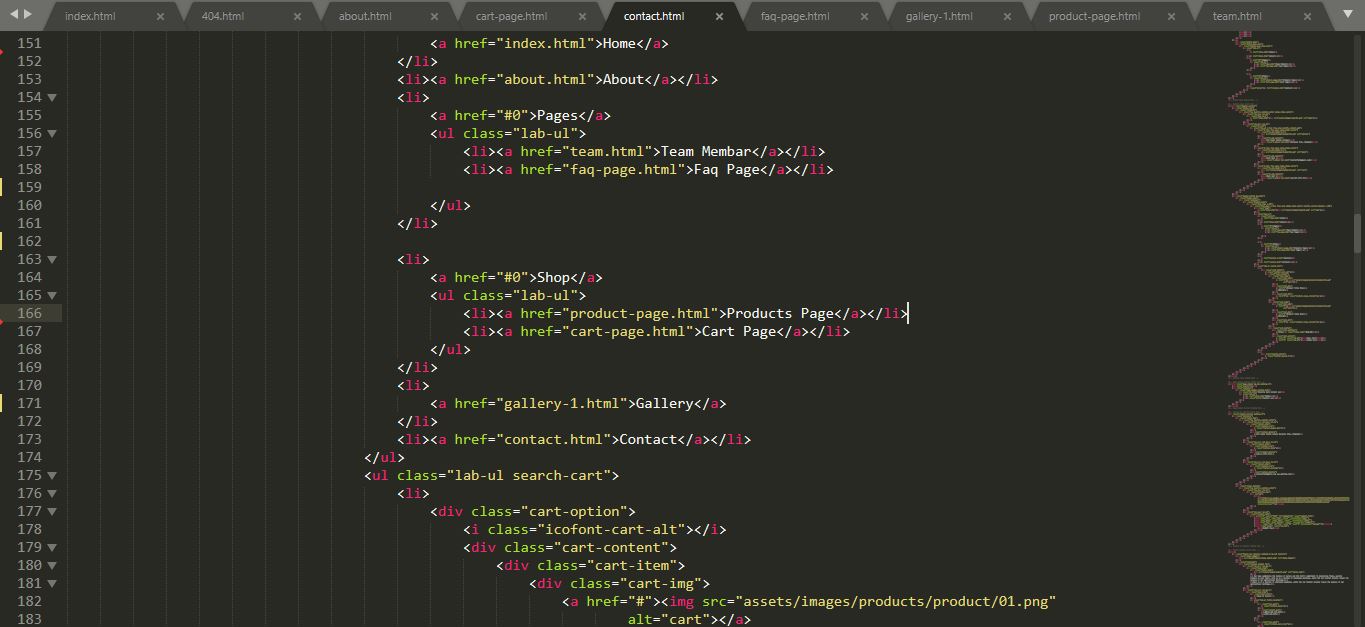 index.html × 404.html × about.html × cart-page.html × contact.html × faq-page.html × gallery-1.html × product-page.html × team.html ×
151 <a href="index.html">Home</a>
152 </li>
153 <li><a href="about.html">About</a></li>
154 <li>
155 <a href="#0">Pages</a>
156 <ul class="lab-ul">
157 <li><a href="team.html">Team Membar</a></li>
158 <li><a href="faq-page.html">Faq Page</a></li>
159
160 </ul>
161 </li>
162
163 <li>
164 <a href="#0">Shop</a>
165 <ul class="lab-ul">
166 <li><a href="product-page.html">Products Page</a></li>
167 <li><a href="cart-page.html">Cart Page</a></li>
168 </ul>
169 </li>
170 <li>
171 <a href="gallery-1.html">Gallery</a>
172 </li>
173 <li><a href="contact.html">Contact</a></li>
174 </ul>
175 <ul class="lab-ul search-cart">
176 <li>
177 <div class="cart-option">
178 <i class="icofont-cart-alt"></i>
179 <div class="cart-content">
180 <div class="cart-item">
181 <div class="cart-img">
182 <a href="#"><img src="assets/images/products/product/01.png"
183 alt="cart"></a>